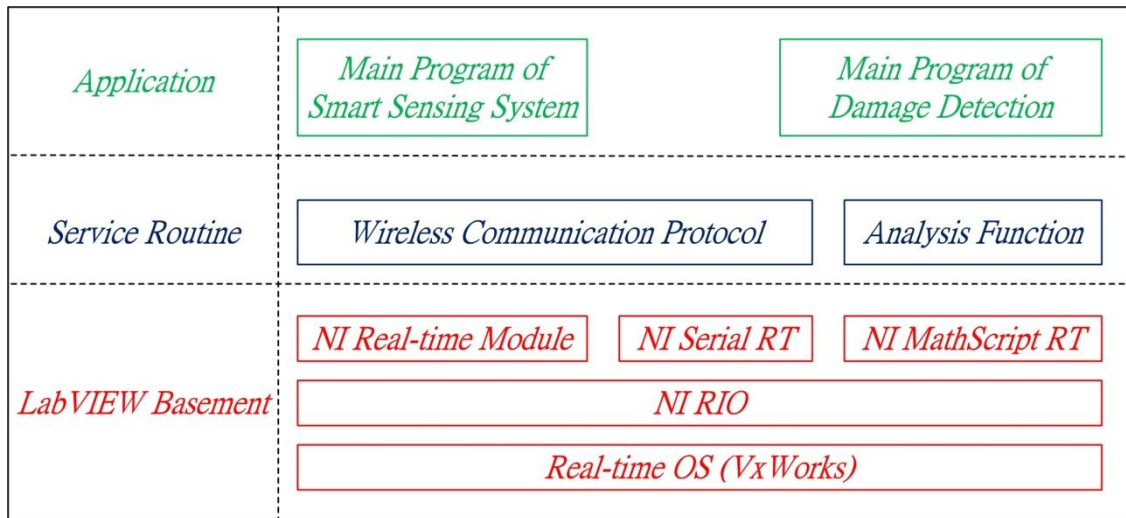 Application
Main Program of
Smart Sensing System
Main Program of
Damage Detection
Service Routine
Wireless Communication Protocol
Analysis Function
LabVIEW Basement
NI Real-time Module
NI Serial RT
NI MathScript RT
NI RIO
Real-time OS (VxWorks)